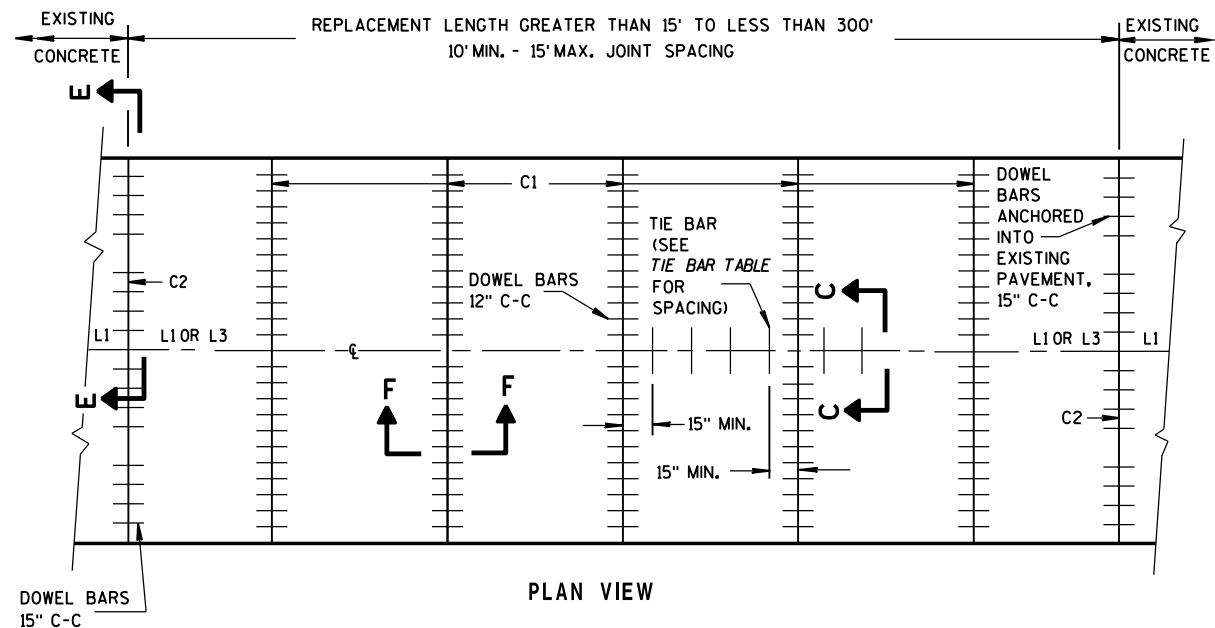 EXISTING
CONCRETE
REPLACEMENT LENGTH GREATER THAN 15' TO LESS THAN 300'
10' MIN. - 15' MAX. JOINT SPACING
EXISTING
CONCRETE
E
C1
DOWEL
BARS
ANCHORED
INTO
EXISTING
PAVEMENT,
15" C-C
TIE BAR
(SEE
TIE BAR TABLE
FOR
SPACING)
C2
DOWEL BARS
12" C-C
C
L1
L1 OR L3
℄
L1 OR L3
L1
E
F
F
C
C2
15" MIN.
15" MIN.
PLAN VIEW
DOWEL BARS
15" C-C